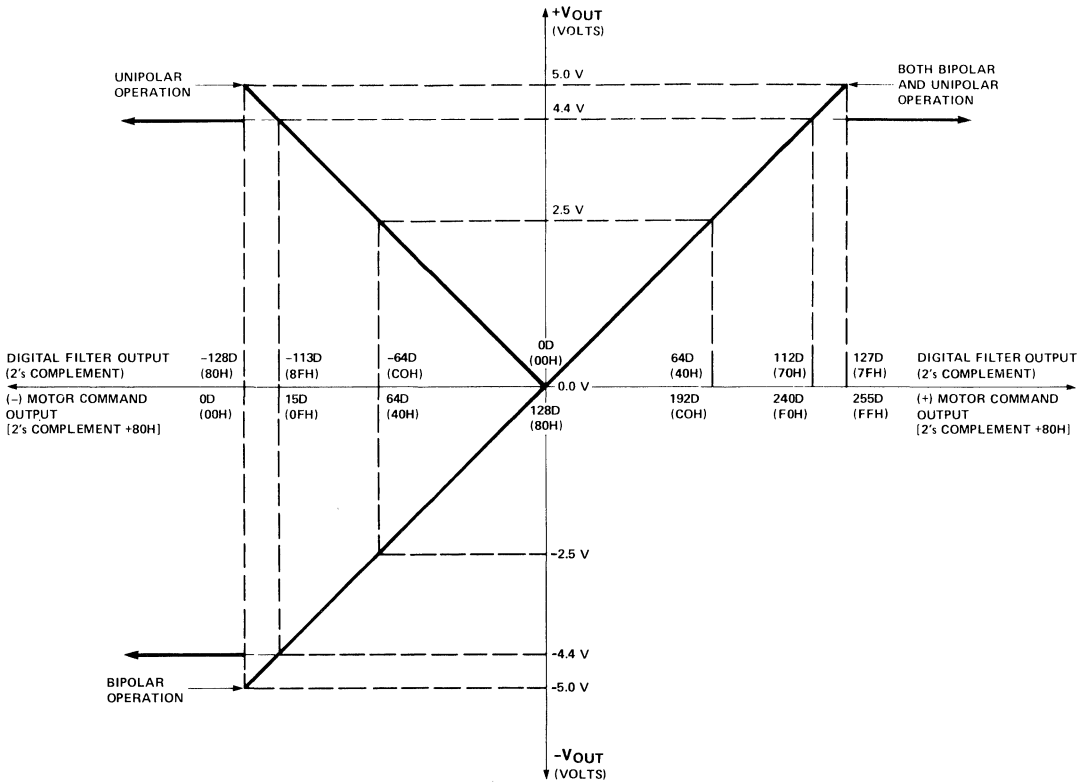 +VOUT
(VOLTS)
UNIPOLAR
OPERATION
5.0 V
BOTH BIPOLAR
AND UNIPOLAR
OPERATION
4.4 V
2.5 V
0D
(00H)
DIGITAL FILTER OUTPUT
(2's COMPLEMENT)
−128D
(80H)
−113D
(8FH)
−64D
(COH)
64D
(40H)
112D
(70H)
127D
(7FH)
DIGITAL FILTER OUTPUT
(2's COMPLEMENT)
0.0 V
(−) MOTOR COMMAND
OUTPUT
[2's COMPLEMENT +80H]
0D
(00H)
15D
(0FH)
64D
(40H)
128D
(80H)
192D
(COH)
240D
(F0H)
255D
(FFH)
(+) MOTOR COMMAND
OUTPUT
[2's COMPLEMENT +80H]
−2.5 V
−4.4 V
BIPOLAR
OPERATION
−5.0 V
−VOUT
(VOLTS)